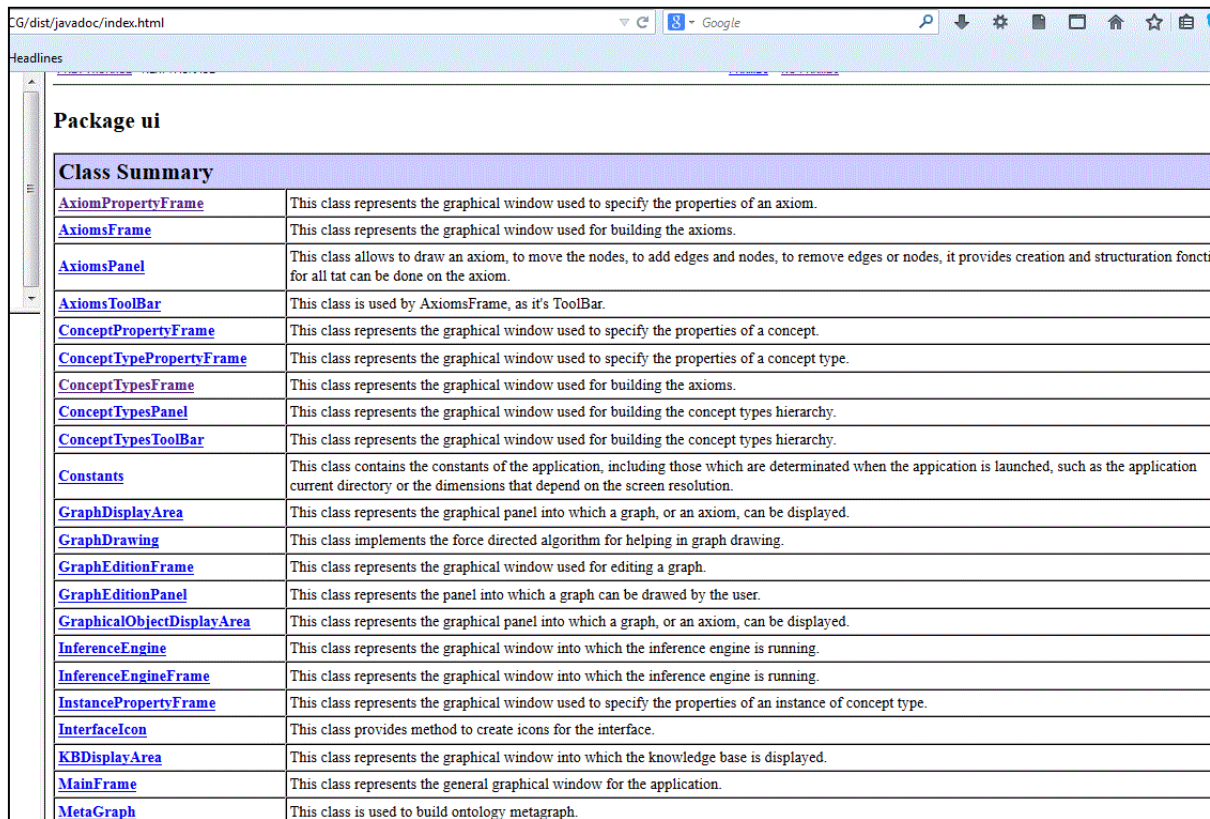 CG/dist/javadoc/index.html
Google
Headlines
Package ui
Class Summary
AxiomPropertyFrame This class represents the graphical window used to specify the properties of an axiom.
AxiomsFrame This class represents the graphical window used for building the axioms.
AxiomsPanel This class allows to draw an axiom, to move the nodes, to add edges and nodes, to remove edges or nodes, it provides creation and structuration foncti
for all tat can be done on the axiom.
AxiomsToolBar This class is used by AxiomsFrame, as it's ToolBar.
ConceptPropertyFrame This class represents the graphical window used to specify the properties of a concept.
ConceptTypePropertyFrame This class represents the graphical window used to specify the properties of a concept type.
ConceptTypesFrame This class represents the graphical window used for building the axioms.
ConceptTypesPanel This class represents the graphical window used for building the concept types hierarchy.
ConceptTypesToolBar This class represents the graphical window used for building the concept types hierarchy.
Constants This class contains the constants of the application, including those which are determinated when the appication is launched, such as the application
current directory or the dimensions that depend on the screen resolution.
GraphDisplayArea This class represents the graphical panel into which a graph, or an axiom, can be displayed.
GraphDrawing This class implements the force directed algorithm for helping in graph drawing.
GraphEditionFrame This class represents the graphical window used for editing a graph.
GraphEditionPanel This class represents the panel into which a graph can be drawed by the user.
GraphicalObjectDisplayArea This class represents the graphical panel into which a graph, or an axiom, can be displayed.
InferenceEngine This class represents the graphical window into which the inference engine is running.
InferenceEngineFrame This class represents the graphical window into which the inference engine is running.
InstancePropertyFrame This class represents the graphical window used to specify the properties of an instance of concept type.
InterfaceIcon This class provides method to create icons for the interface.
KBDisplayArea This class represents the graphical window into which the knowledge base is displayed.
MainFrame This class represents the general graphical window for the application.
MetaGraph This class is used to build ontology metagraph.